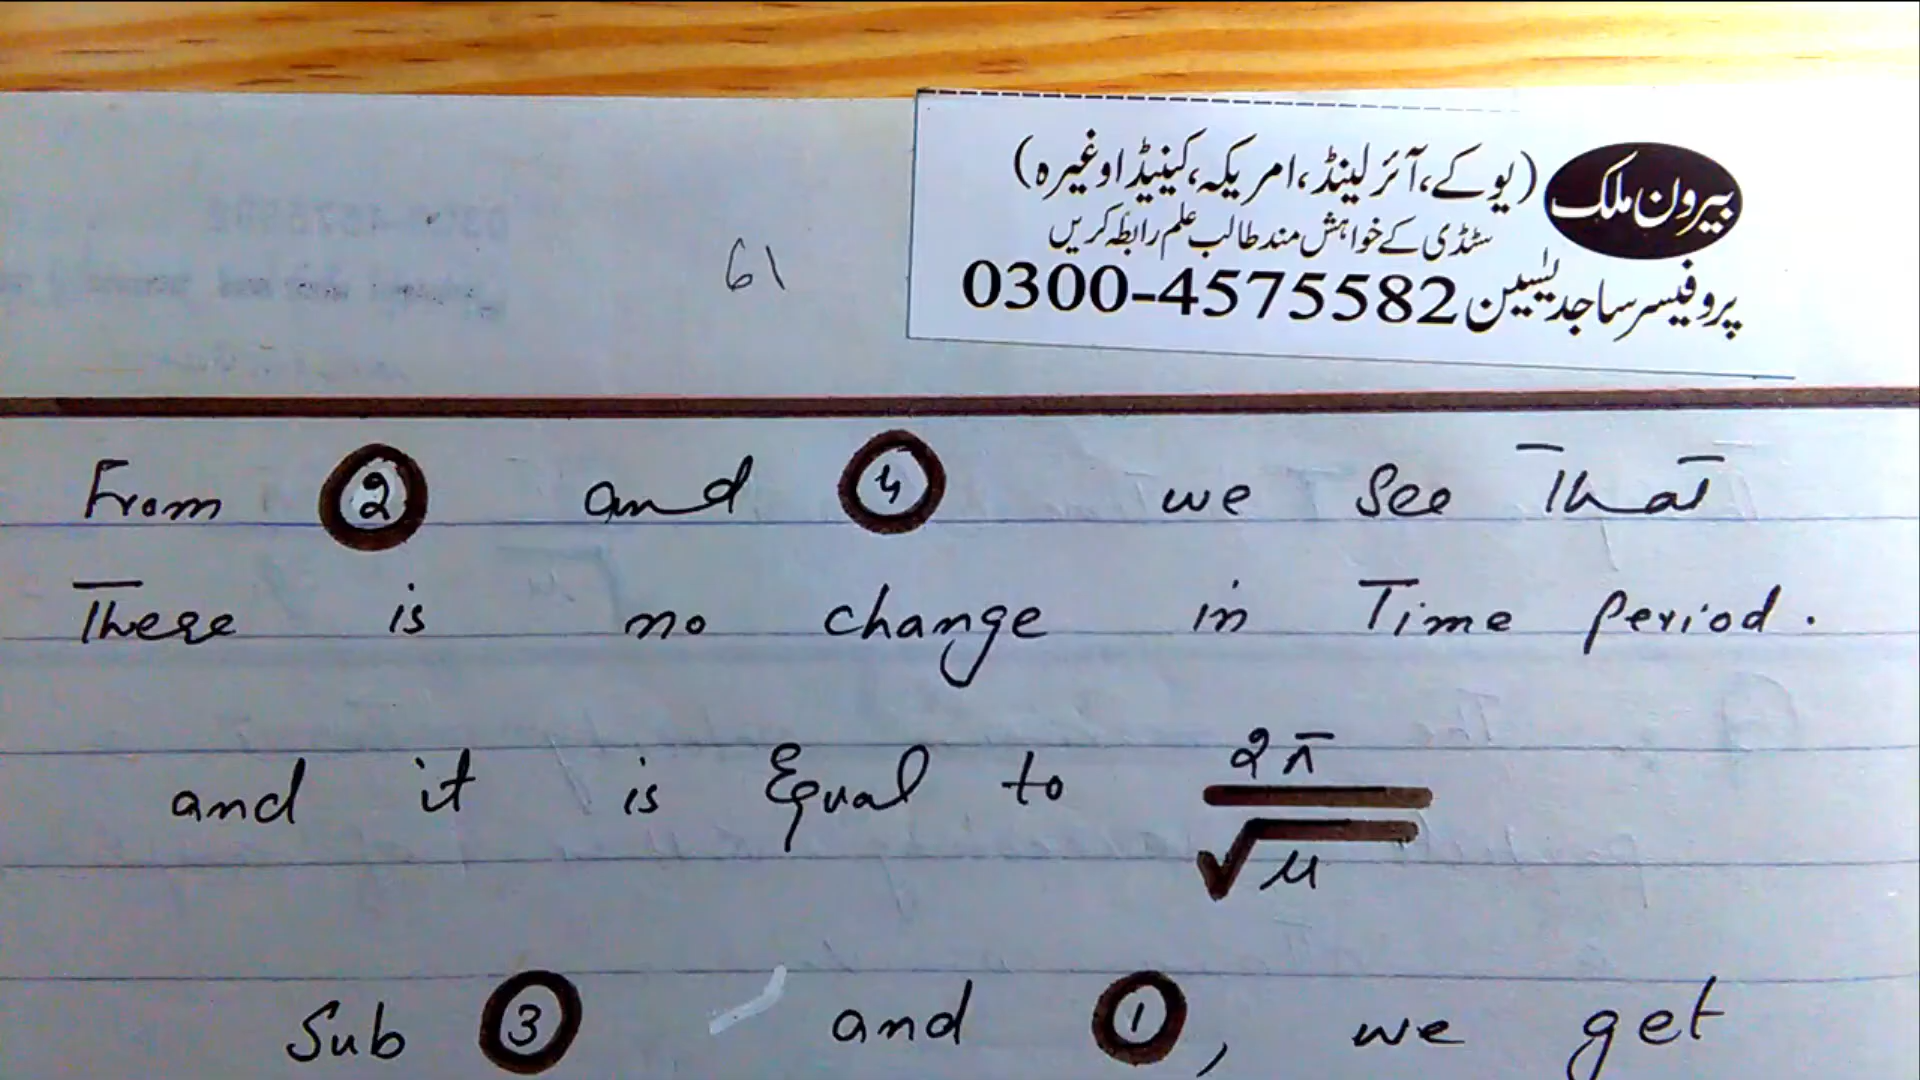 بیرون ملک (یوکے، آئرلینڈ، امریکہ، کینیڈا وغیرہ)
سٹڈی کے خواہش مند طالب علم رابطہ کریں
پروفیسر ساجد یٰسین 0300-4575582
61
From 2 and 4 we see that
There is no change in Time period.
and it is Equal to 2π/√μ
Sub 3 and 1, we get